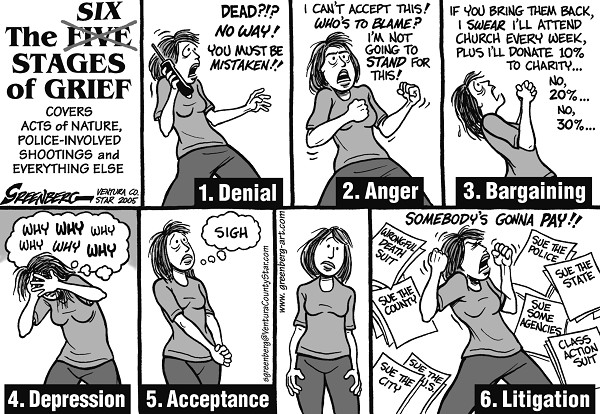 SIX
The FIVE
STAGES
of GRIEF
COVERS
ACTS of NATURE,
POLICE-INVOLVED
SHOOTINGS and
EVERYTHING ELSE
GREENBERG
VENTURA CO.
STAR 2005
DEAD?!?
NO WAY!
YOU MUST BE
MISTAKEN!!
1. Denial
I CAN'T ACCEPT THIS!
WHO'S TO BLAME?
I'M NOT
GOING TO
STAND FOR
THIS!
2. Anger
IF YOU BRING THEM BACK,
I SWEAR I'LL ATTEND
CHURCH EVERY WEEK,
PLUS I'LL DONATE 10%
TO CHARITY...
NO,
20%...
NO,
30%...
3. Bargaining
WHY WHY WHY
WHY WHY WHY
4. Depression
SIGH
5. Acceptance
sgreenberg@VenturaCountyStar.com
www.greenberg-art.com
SOMEBODY'S GONNA PAY!!
WRONGFUL
DEATH
SUIT
SUE THE
COUNTY
SUE THE
CITY
SUE THE
U.S.
SUE THE
POLICE
SUE THE
STATE
SUE
SOME
AGENCIES
CLASS
ACTION
SUIT
6. Litigation